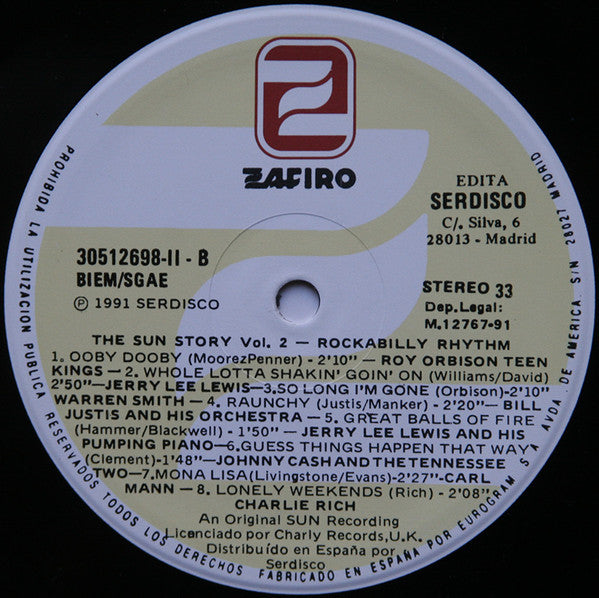 ZAFIRO
EDITA
SERDISCO
C/. Silva, 6
28013 - Madrid
30512698-II - B
BIEM/SGAE
Ⓟ 1991 SERDISCO
STEREO 33
Dep.Legal:
M.12767-91
THE SUN STORY Vol. 2 — ROCKABILLY RHYTHM
1. OOBY DOOBY (MoorezPenner) - 2'10" — ROY ORBISON TEEN
KINGS — 2. WHOLE LOTTA SHAKIN' GOIN' ON (Williams/David)
2'50" — JERRY LEE LEWIS — 3.SO LONG I'M GONE (Orbison)-2'10"
WARREN SMITH — 4. RAUNCHY (Justis/Manker) - 2'20" — BILL
JUSTIS AND HIS ORCHESTRA — 5. GREAT BALLS OF FIRE
(Hammer/Blackwell) - 1'50" — JERRY LEE LEWIS AND HIS
PUMPING PIANO—6.GUESS THINGS HAPPEN THAT WAY
(Clement)-1'48"—JOHNNY CASH AND THE TENNESSEE
TWO—7.MONA LISA(Livingstone/Evans)-2'27"-CARL
MANN — 8. LONELY WEEKENDS (Rich) - 2'08"
CHARLIE RICH
An Original SUN Recording
Licenciado por Charly Records,U.K.
Distribuído en España por
Serdisco
PROHIBIDA LA UTILIZACION PUBLICA RESERVADOS TODOS LOS DERECHOS FABRICADO EN ESPAÑA POR EUROGRAM S/A AVDA. DE AMERICA, S/N 28027 MADRID